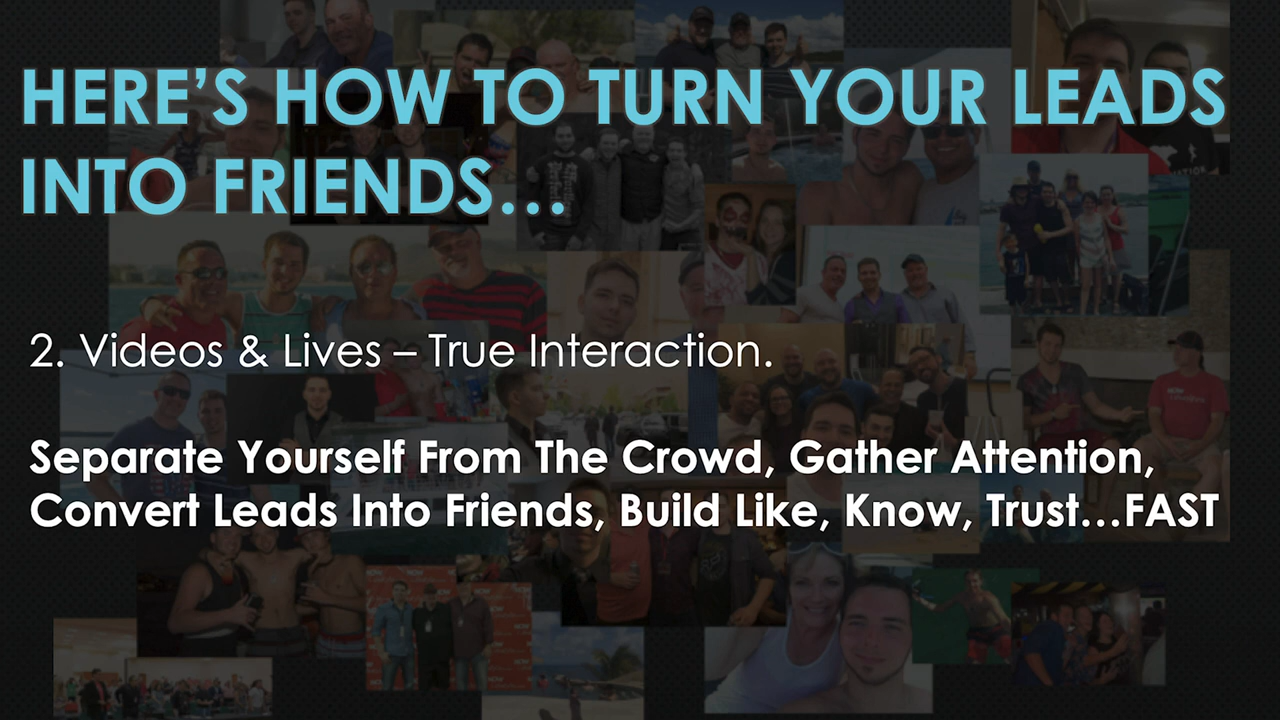 HERE'S HOW TO TURN YOUR LEADS
INTO FRIENDS…
2. Videos & Lives – True Interaction.
Separate Yourself From The Crowd, Gather Attention,
Convert Leads Into Friends, Build Like, Know, Trust…FAST